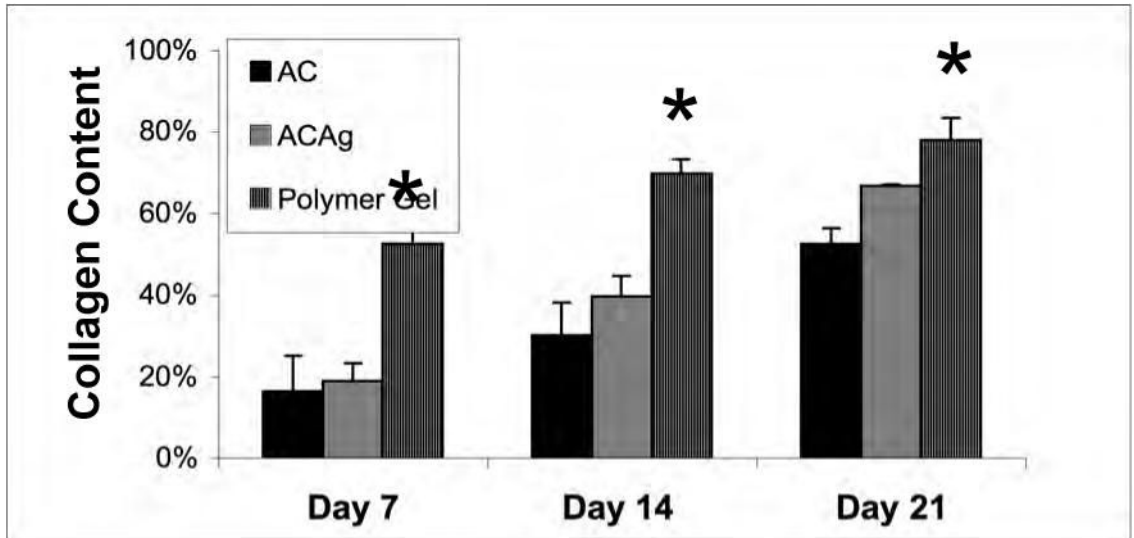 Collagen Content
100%
80%
60%
40%
20%
0%
AC
ACAg
Polymer Gel
*
*
*
Day 7
Day 14
Day 21